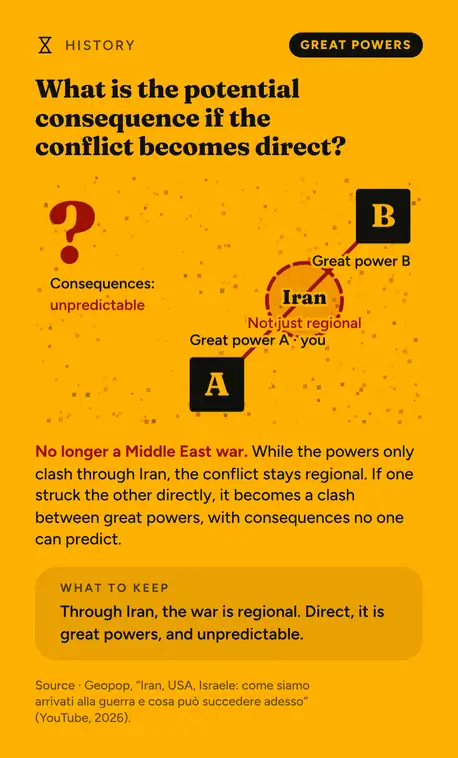 HISTORY
GREAT POWERS
What is the potential
consequence if the
conflict becomes direct?
?
B
Great power B
Consequences:
unpredictable
Iran
Not just regional
Great power A · you
A
No longer a Middle East war. While the powers only
clash through Iran, the conflict stays regional. If one
struck the other directly, it becomes a clash
between great powers, with consequences no one
can predict.
WHAT TO KEEP
Through Iran, the war is regional. Direct, it is
great powers, and unpredictable.
Source · Geopop, “Iran, USA, Israele: come siamo
arrivati alla guerra e cosa può succedere adesso”
(YouTube, 2026).